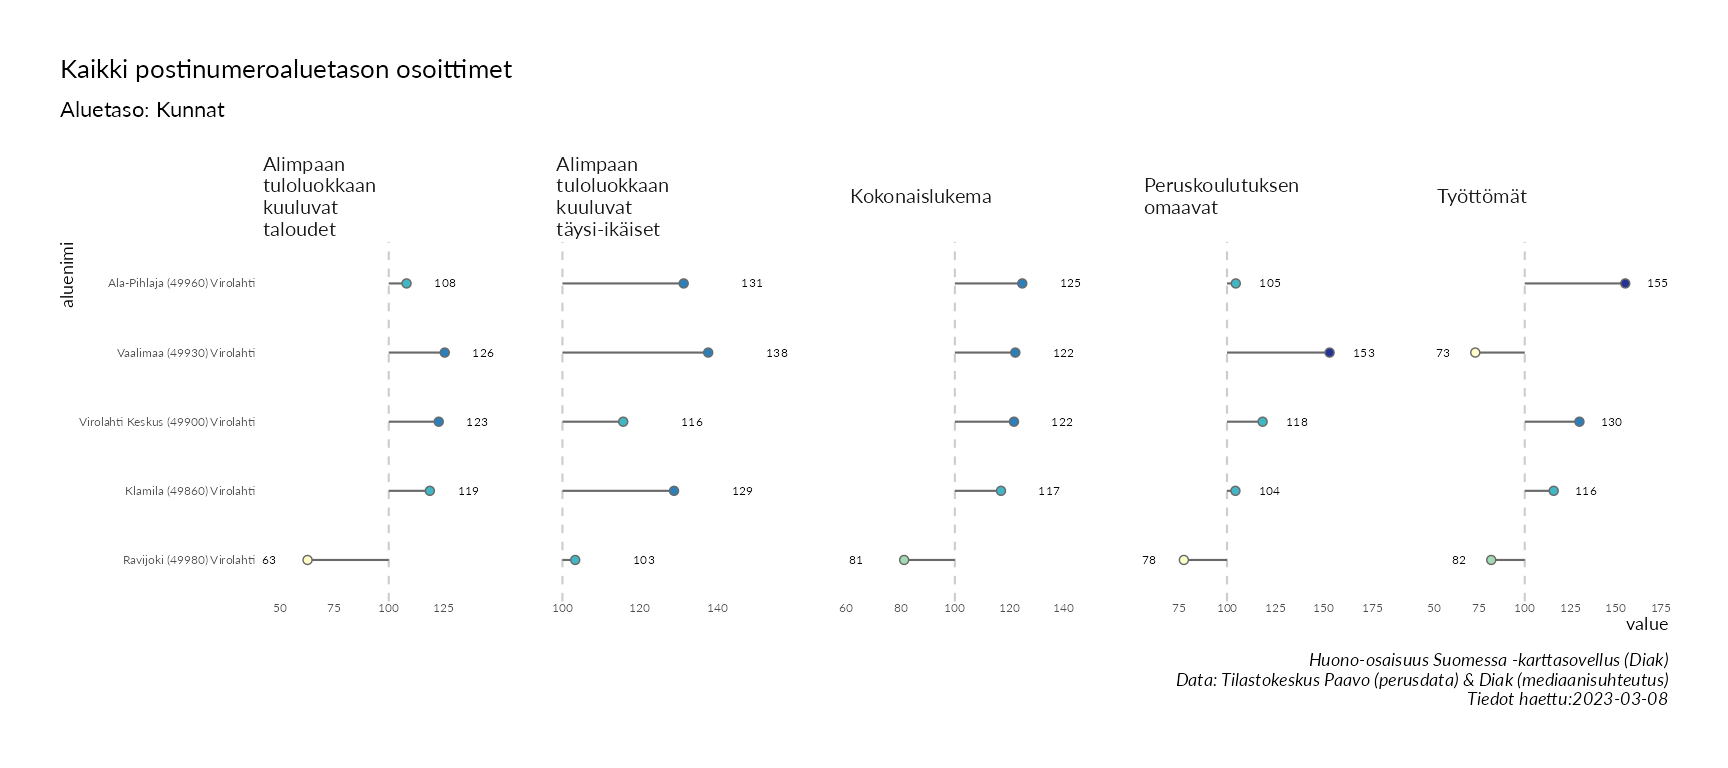 Kaikki postinumeroaluetason osoittimet
Aluetaso: Kunnat
Alimpaan
tuloluokkaan
kuuluvat
taloudet
Alimpaan
tuloluokkaan
kuuluvat
täysi-ikäiset
Kokonaislukema
Peruskoulutuksen
omaavat
Työttömät
aluenimi
Ala-Pihlaja (49960) Virolahti 108 131 125 105 155
Vaalimaa (49930) Virolahti 126 138 122 153 73
Virolahti Keskus (49900) Virolahti 123 116 122 118 130
Klamila (49860) Virolahti 119 129 117 104 116
Ravijoki (49980) Virolahti 63 103 81 78 82
50 75 100 125 100 120 140 60 80 100 120 140 75 100 125 150 175 50 75 100 125 150 175
value
Huono-osaisuus Suomessa -karttasovellus (Diak)
Data: Tilastokeskus Paavo (perusdata) & Diak (mediaanisuhteutus)
Tiedot haettu:2023-03-08